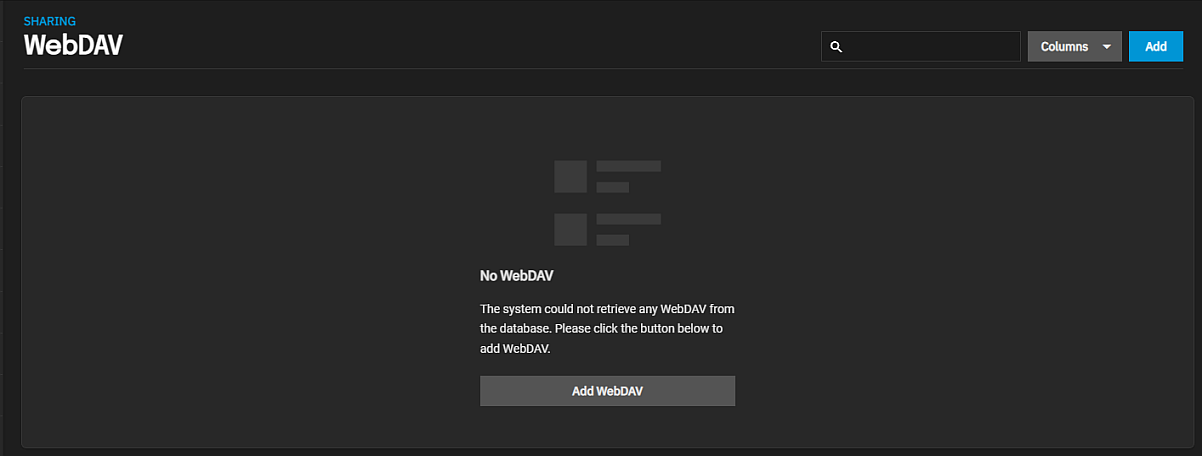 SHARING
WebDAV
Columns
Add
No WebDAV
The system could not retrieve any WebDAV from
the database. Please click the button below to
add WebDAV.
Add WebDAV